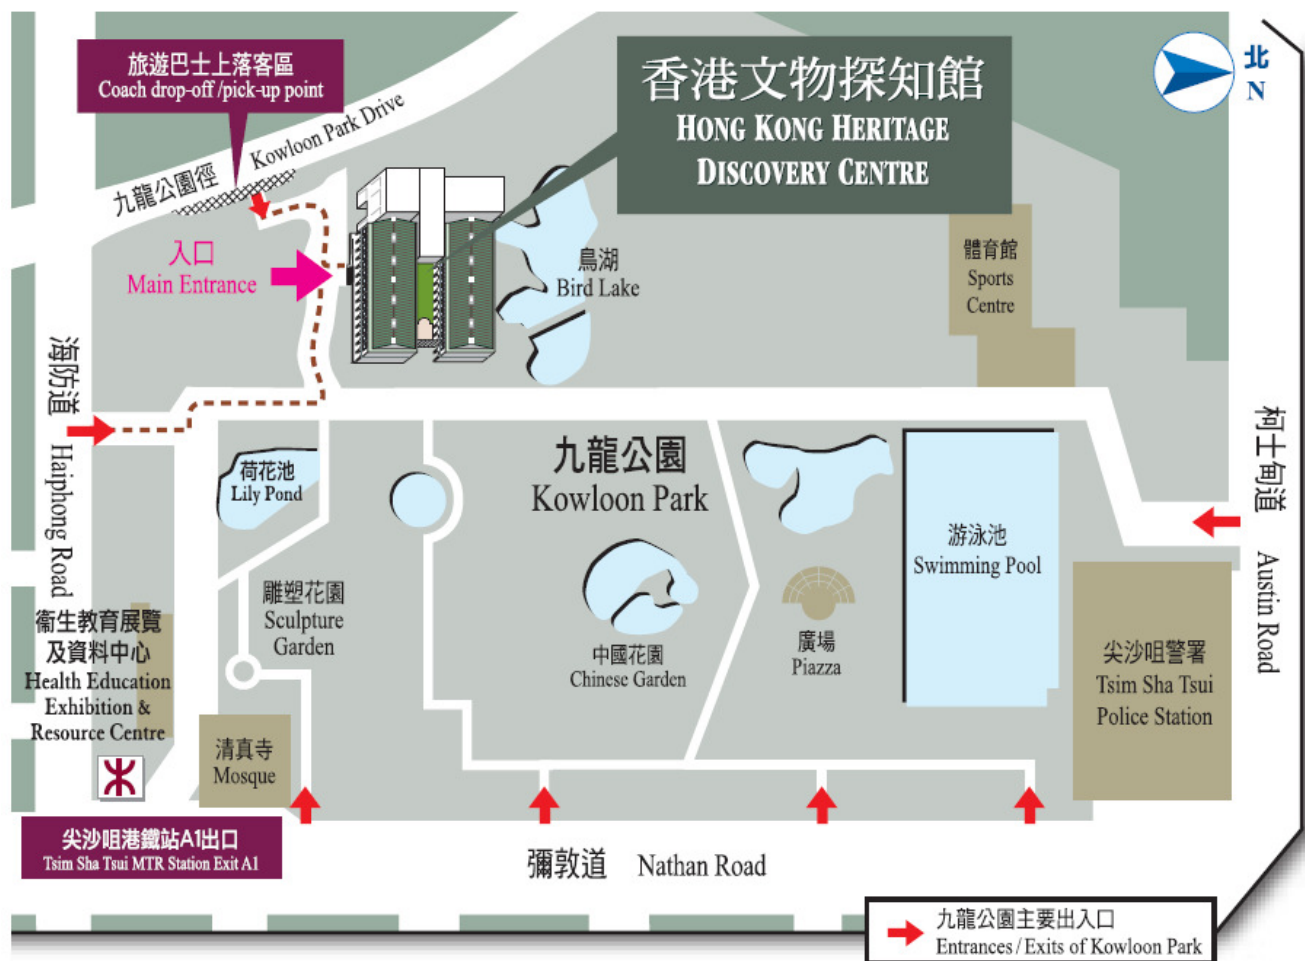 旅遊巴士上落客區
Coach drop-off /pick-up point
香港文物探知館
HONG KONG HERITAGE
DISCOVERY CENTRE
北
N
九龍公園徑 Kowloon Park Drive
入口
Main Entrance
鳥湖
Bird Lake
體育館
Sports
Centre
海防道 Haiphong Road
荷花池
Lily Pond
九龍公園
Kowloon Park
游泳池
Swimming Pool
柯士甸道 Austin Road
雕塑花園
Sculpture
Garden
衞生教育展覽
及資料中心
Health Education
Exhibition &
Resource Centre
中國花園
Chinese Garden
廣場
Piazza
尖沙咀警署
Tsim Sha Tsui
Police Station
清真寺
Mosque
尖沙咀港鐵站A1出口
Tsim Sha Tsui MTR Station Exit A1
彌敦道 Nathan Road
九龍公園主要出入口
Entrances / Exits of Kowloon Park